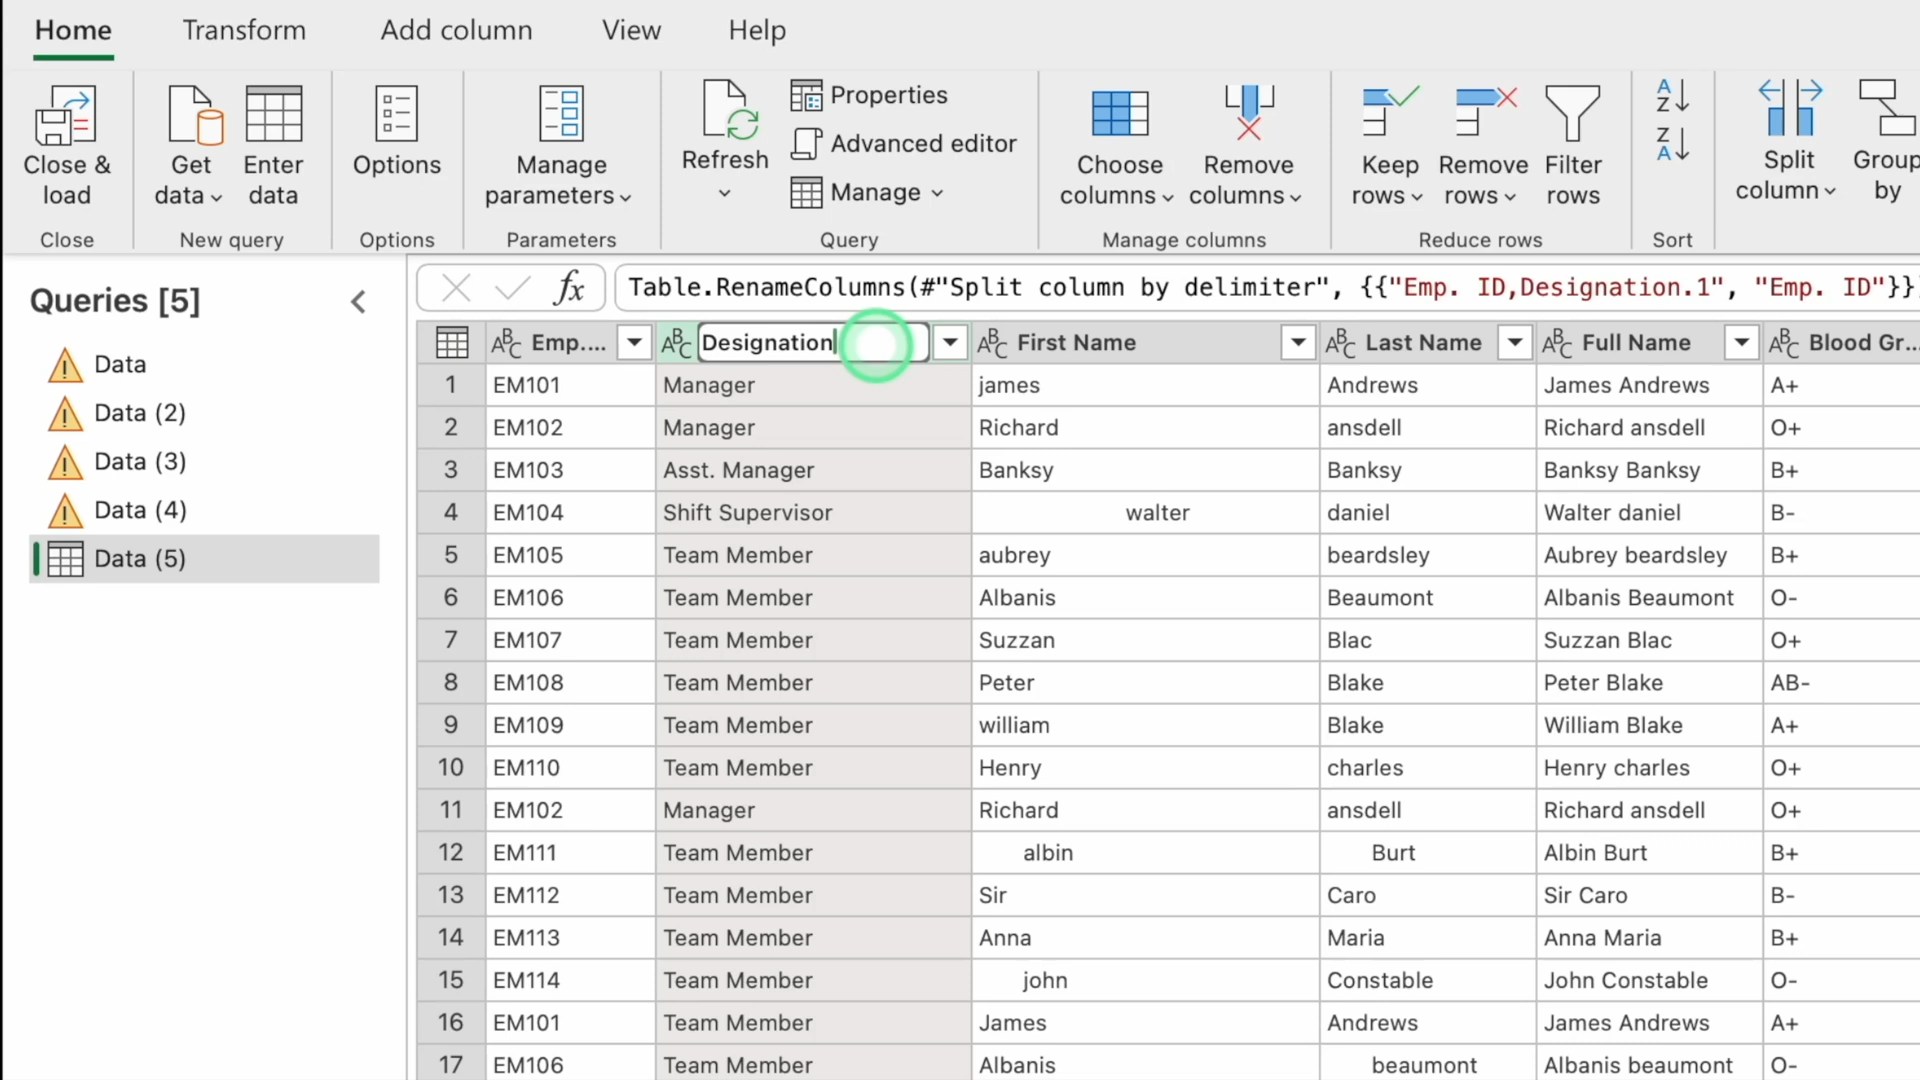 Home Transform Add column View Help
Close & load
Get data
Enter data
Options
Manage parameters
Refresh
Properties
Advanced editor
Manage
Choose columns
Remove columns
Keep rows
Remove rows
Filter rows
A Z
Z A
Split column
Group by
Close
New query
Options
Parameters
Query
Manage columns
Reduce rows
Sort
Queries [5]
Data
Data (2)
Data (3)
Data (4)
Data (5)
fx Table.RenameColumns(#"Split column by delimiter", {{"Emp. ID,Designation.1", "Emp. ID"}}
ABC Emp.... ABC Designation ABC First Name ABC Last Name ABC Full Name ABC Blood Gr...
1 EM101 Manager james Andrews James Andrews A+
2 EM102 Manager Richard ansdell Richard ansdell O+
3 EM103 Asst. Manager Banksy Banksy Banksy Banksy B+
4 EM104 Shift Supervisor walter daniel Walter daniel B-
5 EM105 Team Member aubrey beardsley Aubrey beardsley B+
6 EM106 Team Member Albanis Beaumont Albanis Beaumont O-
7 EM107 Team Member Suzzan Blac Suzzan Blac O+
8 EM108 Team Member Peter Blake Peter Blake AB-
9 EM109 Team Member william Blake William Blake A+
10 EM110 Team Member Henry charles Henry charles O+
11 EM102 Manager Richard ansdell Richard ansdell O+
12 EM111 Team Member albin Burt Albin Burt B+
13 EM112 Team Member Sir Caro Sir Caro B-
14 EM113 Team Member Anna Maria Anna Maria B+
15 EM114 Team Member john Constable John Constable O-
16 EM101 Team Member James Andrews James Andrews A+
17 EM106 Team Member Albanis beaumont Albanis beaumont O-